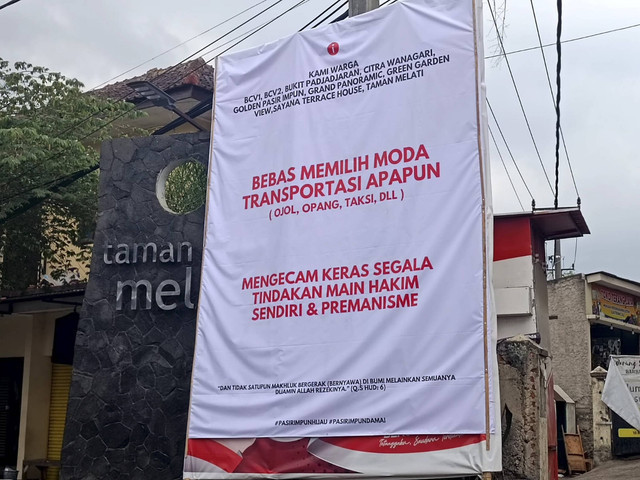 KAMI WARGA
BCV1, BCV2, BUKIT PADJADJARAN, CITRA WANAGARI,
GOLDEN PASIR IMPUN, GRAND PANORAMIC, GREEN GARDEN
VIEW,SAYANA TERRACE HOUSE, TAMAN MELATI
BEBAS MEMILIH MODA
TRANSPORTASI APAPUN
( OJOL, OPANG, TAKSI, DLL )
MENGECAM KERAS SEGALA
TINDAKAN MAIN HAKIM
SENDIRI & PREMANISME
"DAN TIDAK SATUPUN MAKHLUK BERGERAK (BERNYAWA) DI BUMI MELAINKAN SEMUANYA
DIJAMIN ALLAH REZEKINYA." (Q.S HUD: 6)
#PASIRIMPUNHIJAU #PASIRIMPUNDAMAI
taman
mel